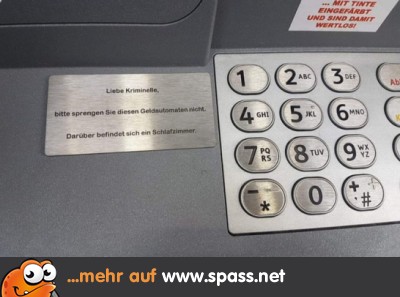 ... MIT TINTE
EINGEFÄRBT
UND SIND DAMIT
WERTLOS!
Liebe Kriminelle,
bitte sprengen Sie diesen Geldautomaten nicht.
Darüber befindet sich ein Schlafzimmer.
1 2 ABC 3 DEF
4 GHI 5 JKL 6 MNO
7 PQRS 8 TUV 9 WXYZ
-* 0 +.#
...mehr auf www.spass.net